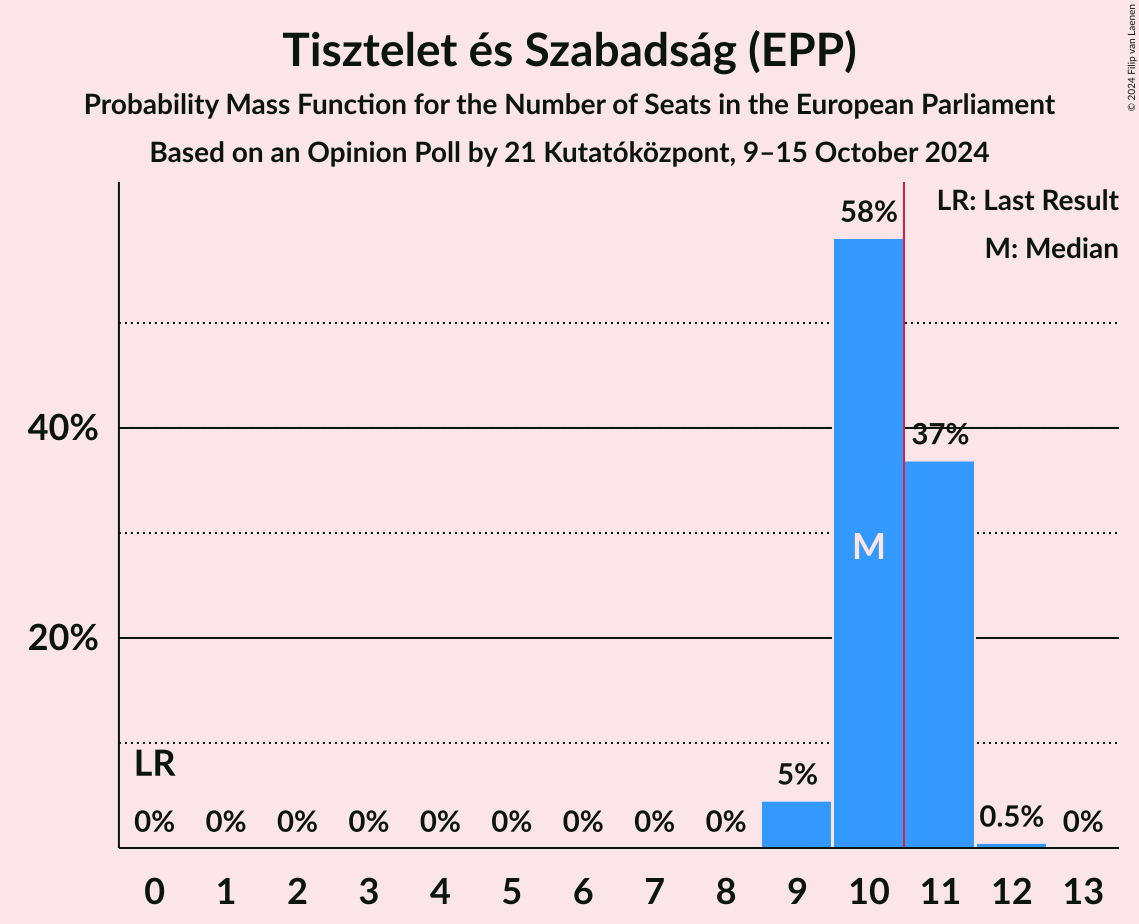 Tisztelet és Szabadság (EPP)
Probability Mass Function for the Number of Seats in the European Parliament
Based on an Opinion Poll by 21 Kutatóközpont, 9–15 October 2024
© 2024 Filip van Laenen
LR: Last Result
M: Median
58%
40%
37%
M
20%
LR
5%
0% 0% 0% 0% 0% 0% 0% 0% 0% 0.5% 0%
0 1 2 3 4 5 6 7 8 9 10 11 12 13